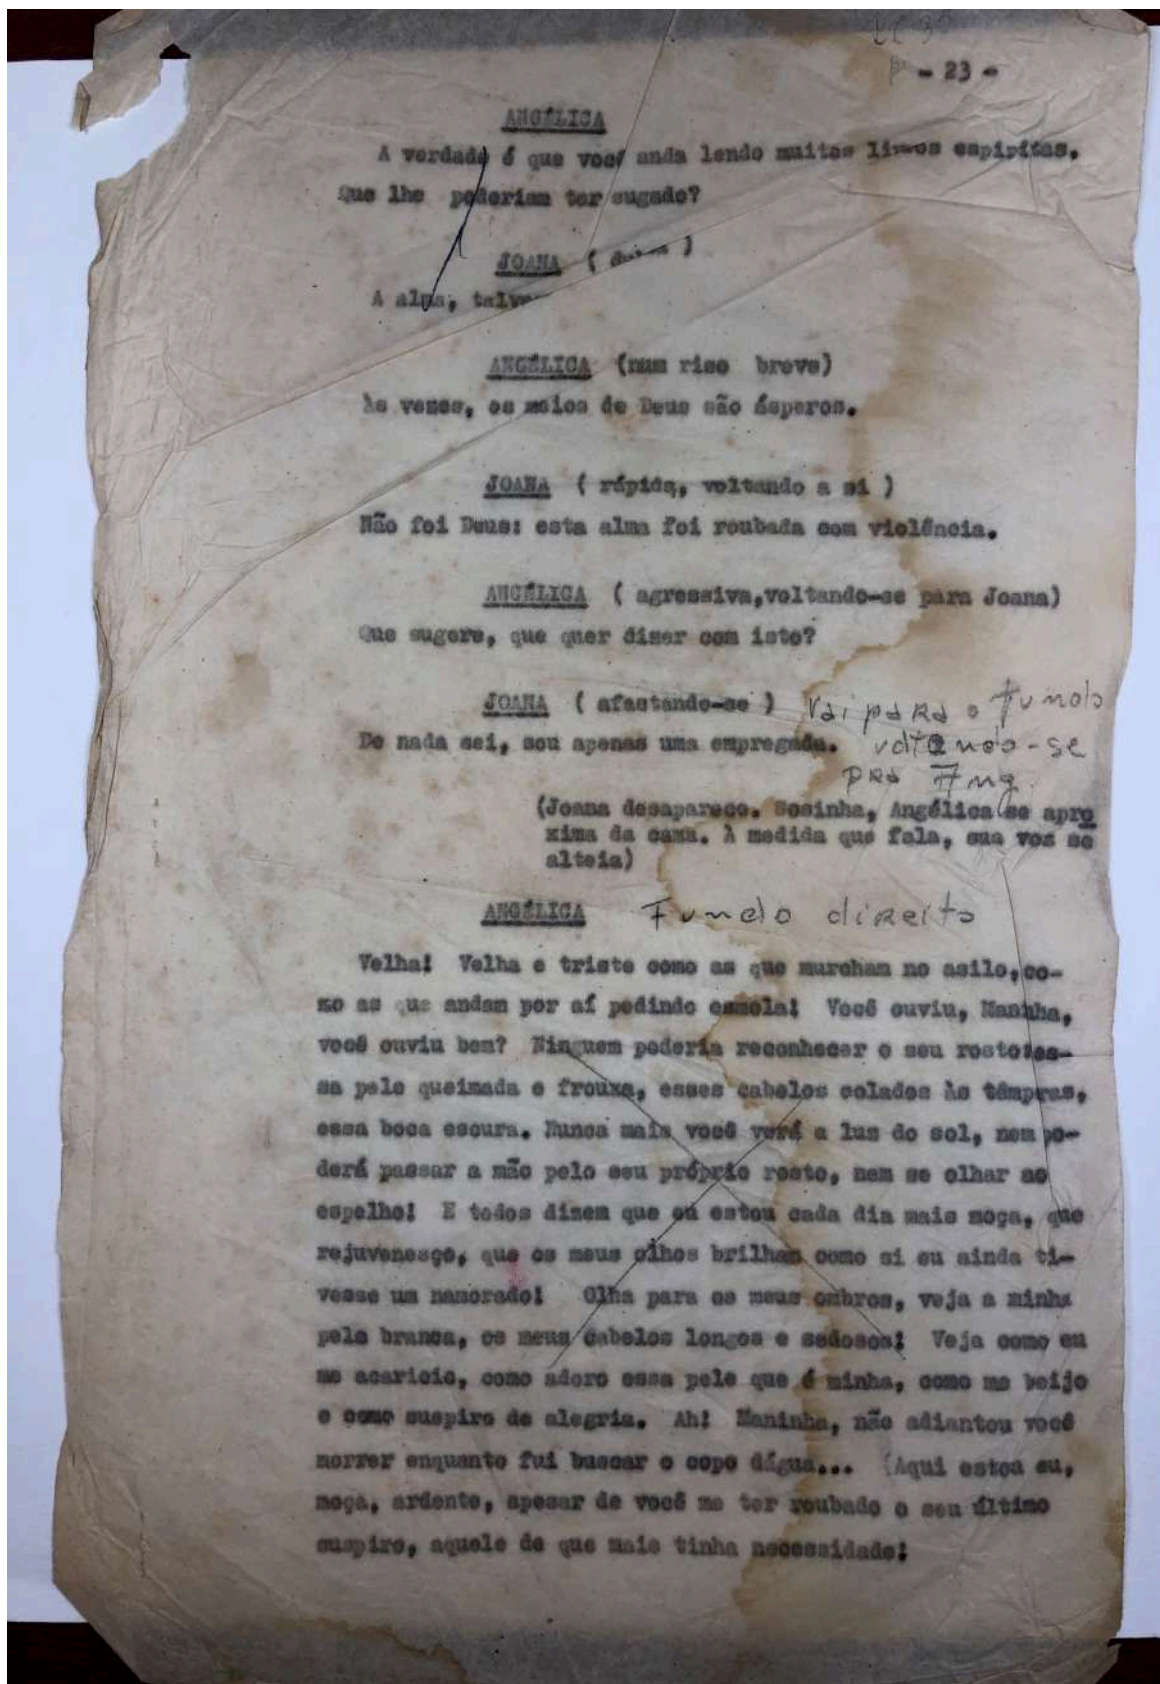 - 23 -
ANGÉLICA
A verdade é que você anda lendo muitos livros espíritas.
Que lhe poderiam ter sugado?
JOANA (
A alma,
ANGÉLICA (num riso breve)
Às vezes, os meios de Deus são ásperos.
JOANA ( rápida, voltando a si )
Não foi Deus: esta alma foi roubada com violência.
ANGÉLICA ( agressiva,voltando-se para Joana)
Que sugere, que quer dizer com isto?
JOANA ( afastando-se ) Vai para o fundo
De nada sei, sou apenas uma empregada. voltando-se
pra Ang
(Joana desaparece. Sosinha, Angélica se apro
xima da cama. À medida que fala, sua voz se
alteia)
ANGÉLICA Fundo direito
Velha! Velha e triste como as que murcham no asilo,co-
mo as que andam por aí pedindo esmola! Você ouviu, Maninha,
você ouviu bem? Ninguem poderia reconhecer o seu rosto:es-
sa pele queimada e frouxa, esses cabelos colados às têmpras,
essa boca escura. Nunca mais você verá a luz do sol, nem po-
derá passar a mão pelo seu próprio rosto, nem se olhar ao
espelho! E todos dizem que eu estou cada dia mais moça, que
rejuvenesço, que os meus olhos brilham como si eu ainda ti-
vesse um namorado! Olha para os meus ombros, veja a minha
pele branca, os meus cabelos longos e sedosos! Veja como eu
me acaricio, como adoro essa pele que é minha, como me beijo
e como suspiro de alegria. Ah! Maninha, não adiantou você
morrer enquanto fui buscar o copo dágua... (Aqui estou eu,
moça, ardente, apesar de você me ter roubado o seu último
suspiro, aquele de que mais tinha necessidade!